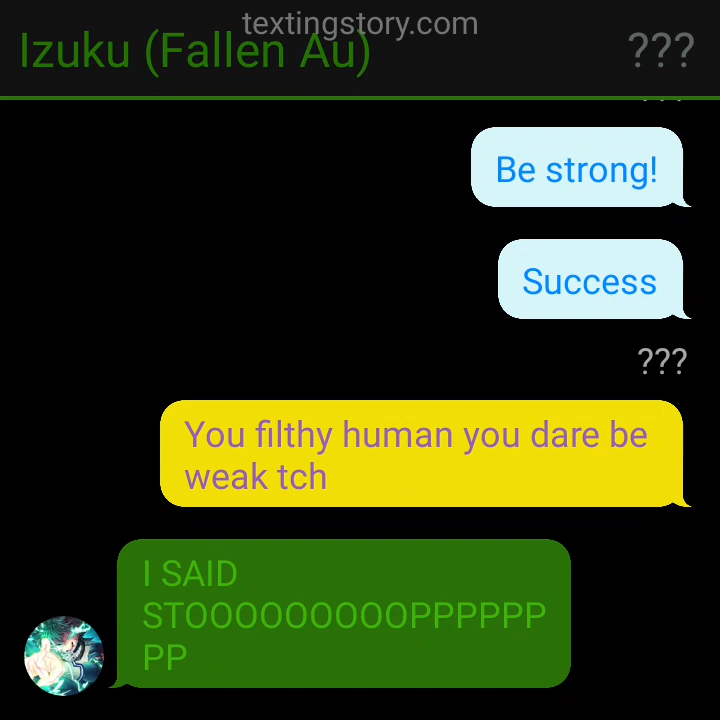 textingstory.com
Izuku (Fallen Au)
???
???
Be strong!
Success
???
You filthy human you dare be
weak tch
I SAID
STOOOOOOOOOPPPPPP
PP